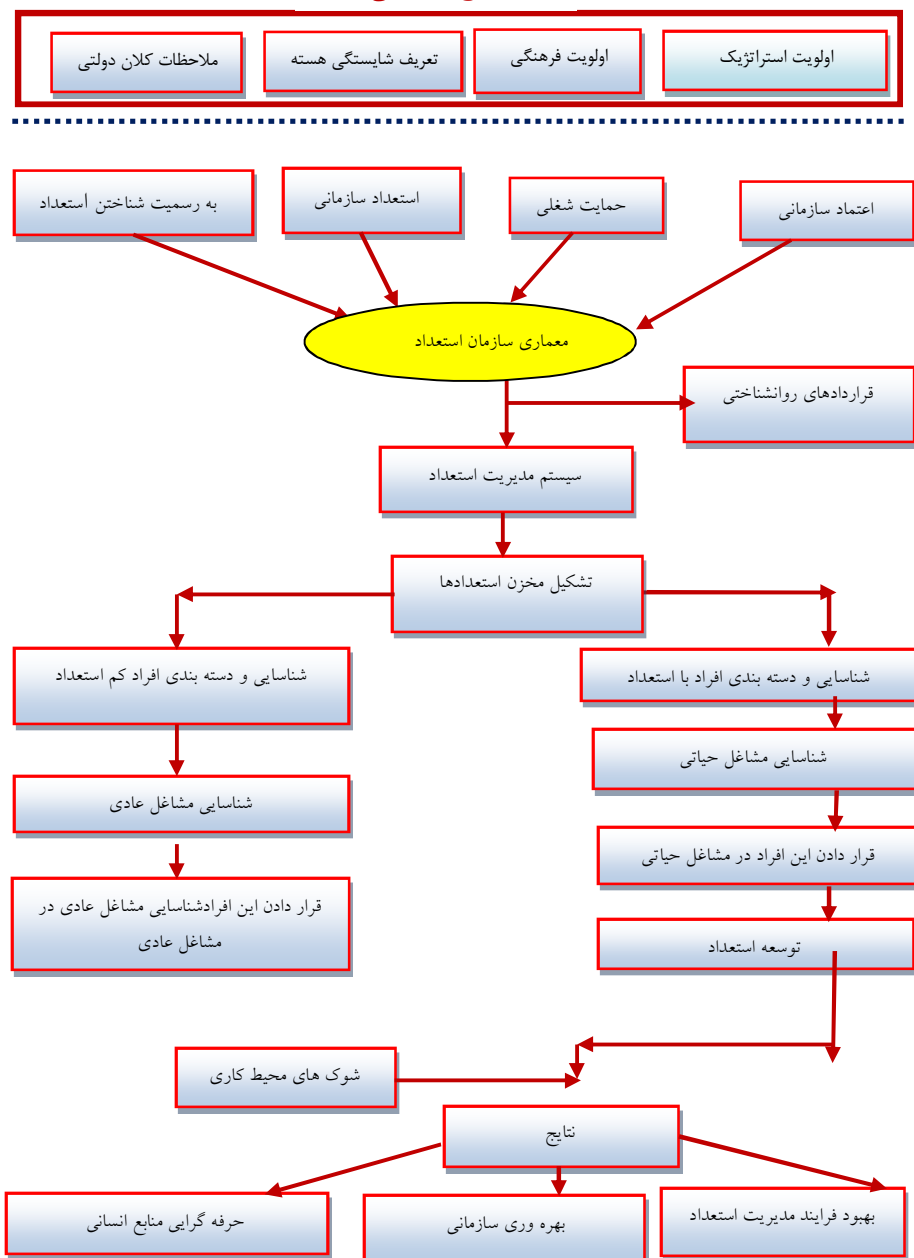 اولویت استراتژیک
اولویت فرهنگی
تعریف شایستگی هسته
ملاحظات کلان دولتی
اعتماد سازمانی
حمایت شغلی
استعداد سازمانی
به رسمیت شناختن استعداد
معماری سازمان استعداد
قراردادهای روانشناختی
سیستم مدیریت استعداد
تشکیل مخزن استعدادها
شناسایی و دسته بندی افراد با استعداد
شناسایی و دسته بندی افراد کم استعداد
شناسایی مشاغل حیاتی
شناسایی مشاغل عادی
قرار دادن این افراد در مشاغل حیاتی
قرار دادن این افرادشناسایی مشاغل عادی در
مشاغل عادی
توسعه استعداد
شوک های محیط کاری
نتایج
بهبود فرایند مدیریت استعداد
بهره وری سازمانی
حرفه گرایی منابع انسانی